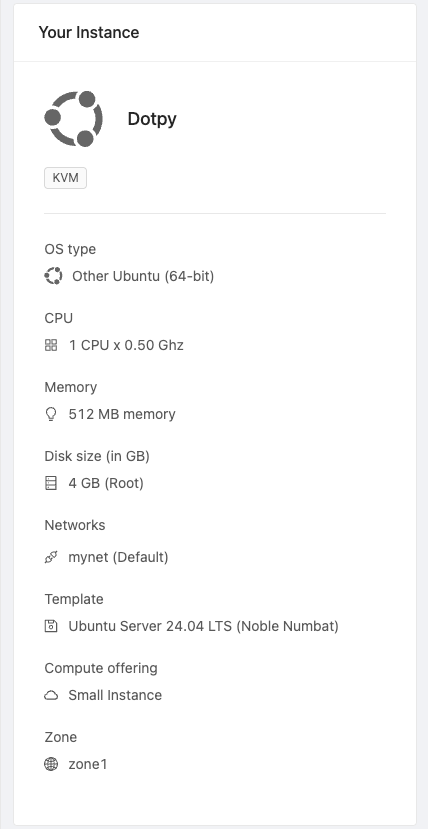 Your Instance
Dotpy
KVM
OS type
Other Ubuntu (64-bit)
CPU
1 CPU x 0.50 Ghz
Memory
512 MB memory
Disk size (in GB)
4 GB (Root)
Networks
mynet (Default)
Template
Ubuntu Server 24.04 LTS (Noble Numbat)
Compute offering
Small Instance
Zone
zone1